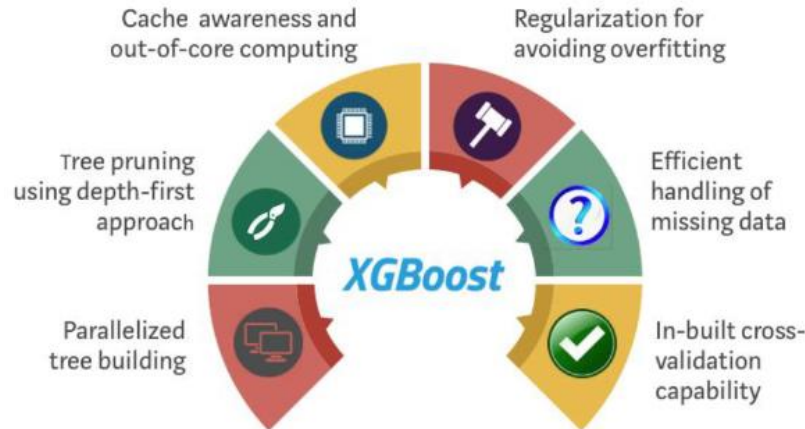 Cache awareness and
out-of-core computing
Regularization for
avoiding overfitting
Tree pruning
using depth-first
approach
Efficient
handling of
missing data
?
XGBoost
Parallelized
tree building
In-built cross-
validation
capability